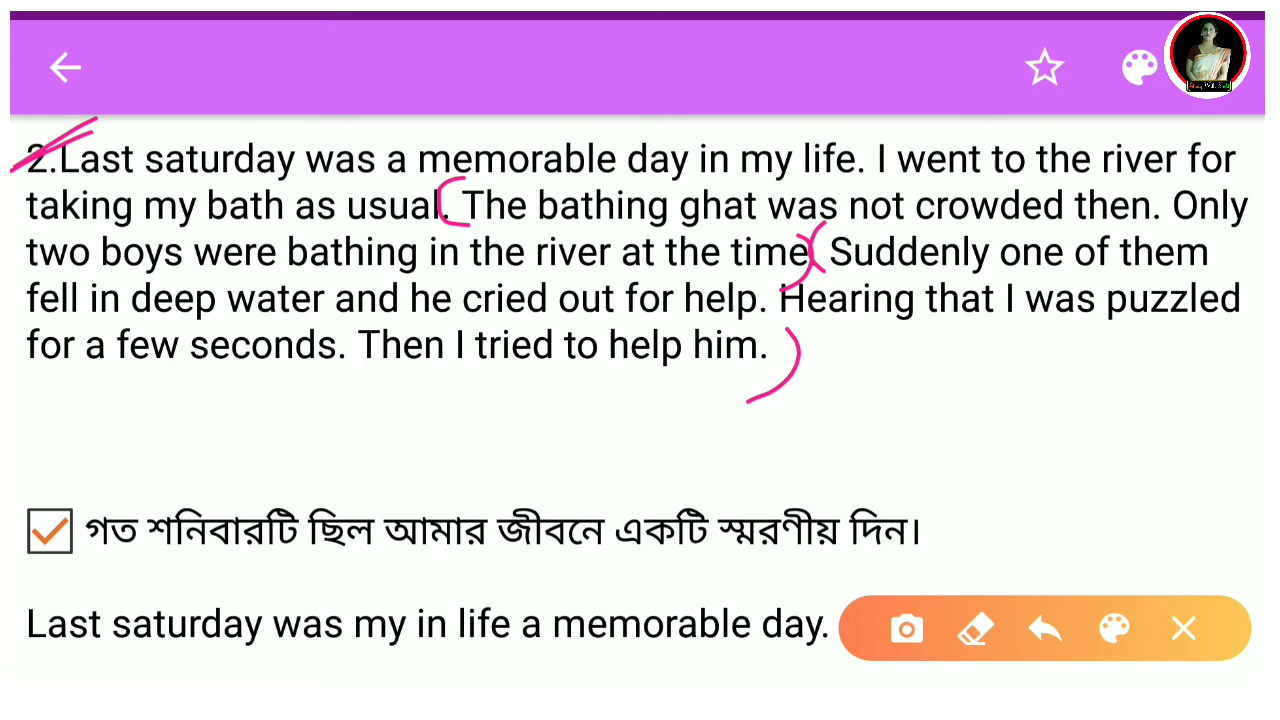 2.Last saturday was a memorable day in my life. I went to the river for
taking my bath as usual. The bathing ghat was not crowded then. Only
two boys were bathing in the river at the time. Suddenly one of them
fell in deep water and he cried out for help. Hearing that I was puzzled
for a few seconds. Then I tried to help him.
গত শনিবারটি ছিল আমার জীবনে একটি স্মরণীয় দিন।
Last saturday was my in life a memorable day.